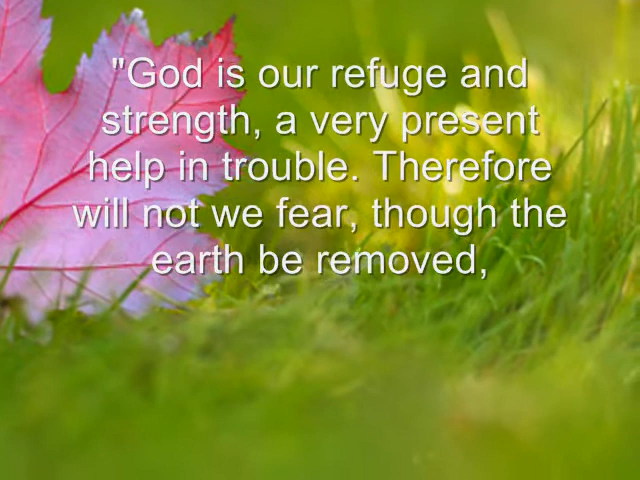 "God is our refuge and
strength, a very present
help in trouble. Therefore
will not we fear, though the
earth be removed,